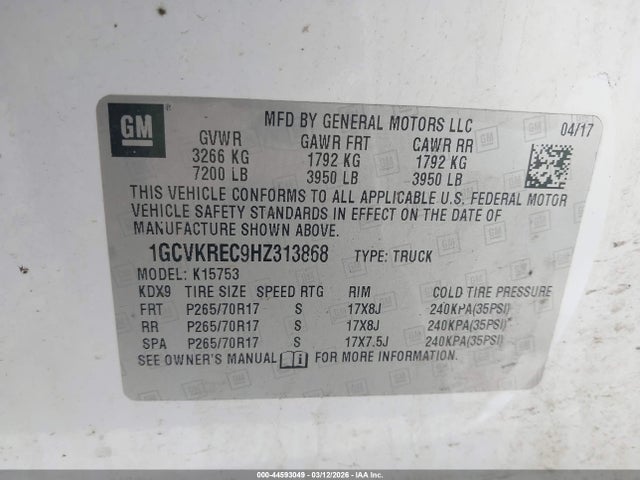 GM
MFD BY GENERAL MOTORS LLC 04/17
GVWR GAWR FRT GAWR RR
3266 KG 1792 KG 1792 KG
7200 LB 3950 LB 3950 LB
THIS VEHICLE CONFORMS TO ALL APPLICABLE U.S. FEDERAL MOTOR
VEHICLE SAFETY STANDARDS IN EFFECT ON THE DATE OF
MANUFACTURE SHOWN ABOVE.
1GCVKREC9HZ313868 TYPE: TRUCK
MODEL: K15753
KDX9 TIRE SIZE SPEED RTG RIM COLD TIRE PRESSURE
FRT P265/70R17 S 17X8J 240KPA(35PSI)
RR P265/70R17 S 17X8J 240KPA(35PSI)
SPA P265/70R17 S 17X7.5J 240KPA(35PSI)
SEE OWNER'S MANUAL FOR MORE INFORMATION.
000-44593049 | 03/12/2026 | IAA Inc.